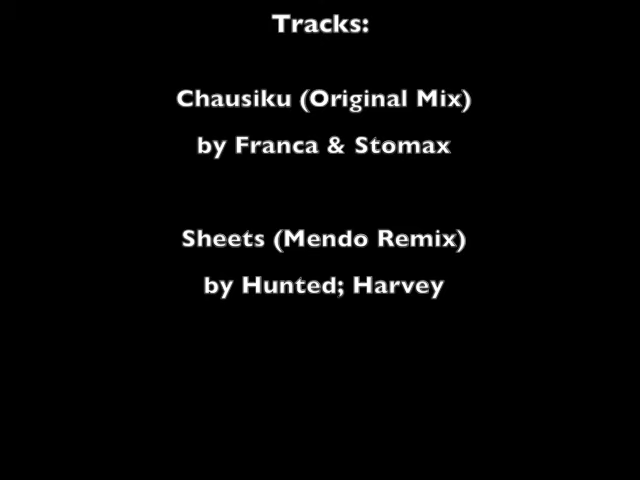 Tracks:
Chausiku (Original Mix)
by Franca & Stomax
Sheets (Mendo Remix)
by Hunted; Harvey